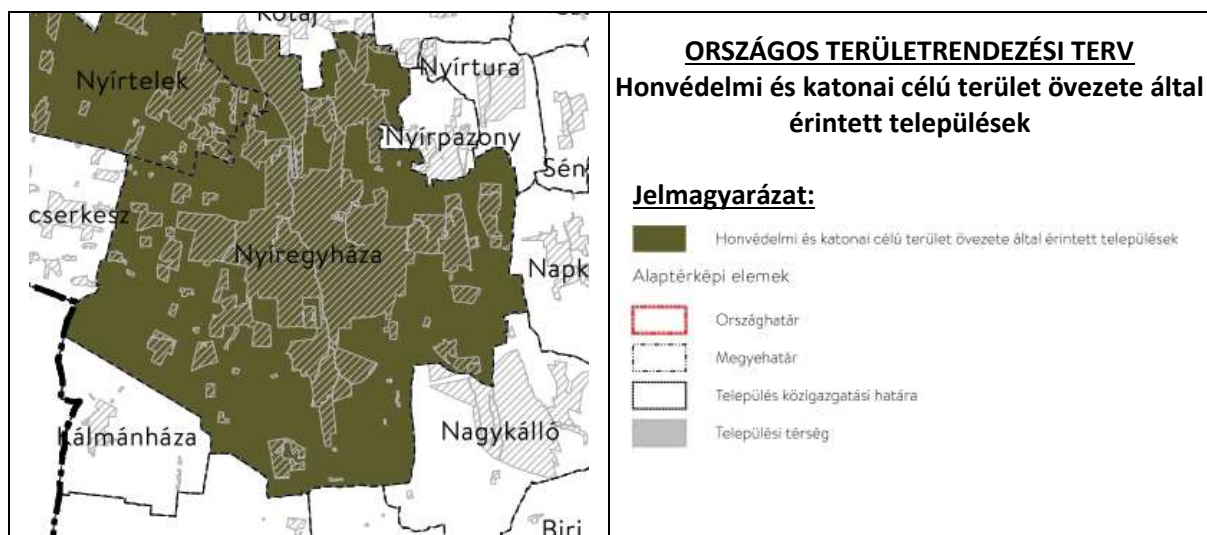 Kótaj
Nyírtelek
Nyírtura
Nyírpazony
Sén
cserkesz
Nyíregyháza
Napk
Kálmánháza
Nagykálló
Biri
ORSZÁGOS TERÜLETRENDEZÉSI TERV
Honvédelmi és katonai célú terület övezete által
érintett települések
Jelmagyarázat:
Honvédelmi és katonai célú terület övezete által érintett települések
Alaptérképi elemek
Országhatár
Megyehatár
Település közigazgatási határa
Települési térség